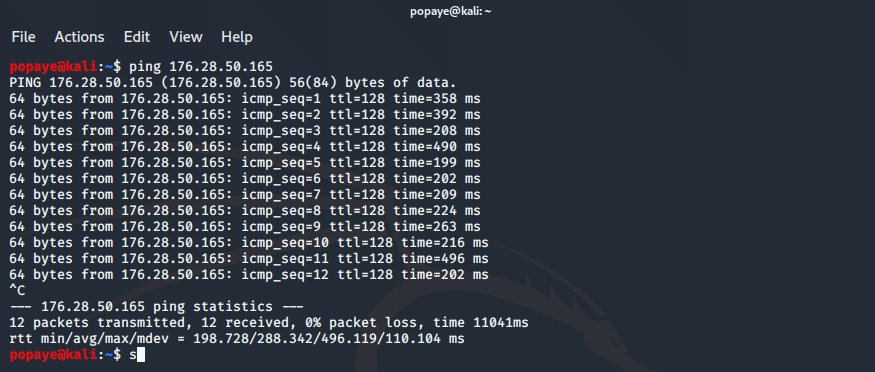 popaye@kali: ~
File Actions Edit View Help
popaye@kali:~$ ping 176.28.50.165
PING 176.28.50.165 (176.28.50.165) 56(84) bytes of data.
64 bytes from 176.28.50.165: icmp_seq=1 ttl=128 time=358 ms
64 bytes from 176.28.50.165: icmp_seq=2 ttl=128 time=392 ms
64 bytes from 176.28.50.165: icmp_seq=3 ttl=128 time=208 ms
64 bytes from 176.28.50.165: icmp_seq=4 ttl=128 time=490 ms
64 bytes from 176.28.50.165: icmp_seq=5 ttl=128 time=199 ms
64 bytes from 176.28.50.165: icmp_seq=6 ttl=128 time=202 ms
64 bytes from 176.28.50.165: icmp_seq=7 ttl=128 time=209 ms
64 bytes from 176.28.50.165: icmp_seq=8 ttl=128 time=224 ms
64 bytes from 176.28.50.165: icmp_seq=9 ttl=128 time=263 ms
64 bytes from 176.28.50.165: icmp_seq=10 ttl=128 time=216 ms
64 bytes from 176.28.50.165: icmp_seq=11 ttl=128 time=496 ms
64 bytes from 176.28.50.165: icmp_seq=12 ttl=128 time=202 ms
^C
--- 176.28.50.165 ping statistics ---
12 packets transmitted, 12 received, 0% packet loss, time 11041ms
rtt min/avg/max/mdev = 198.728/288.342/496.119/110.104 ms
popaye@kali:~$ s